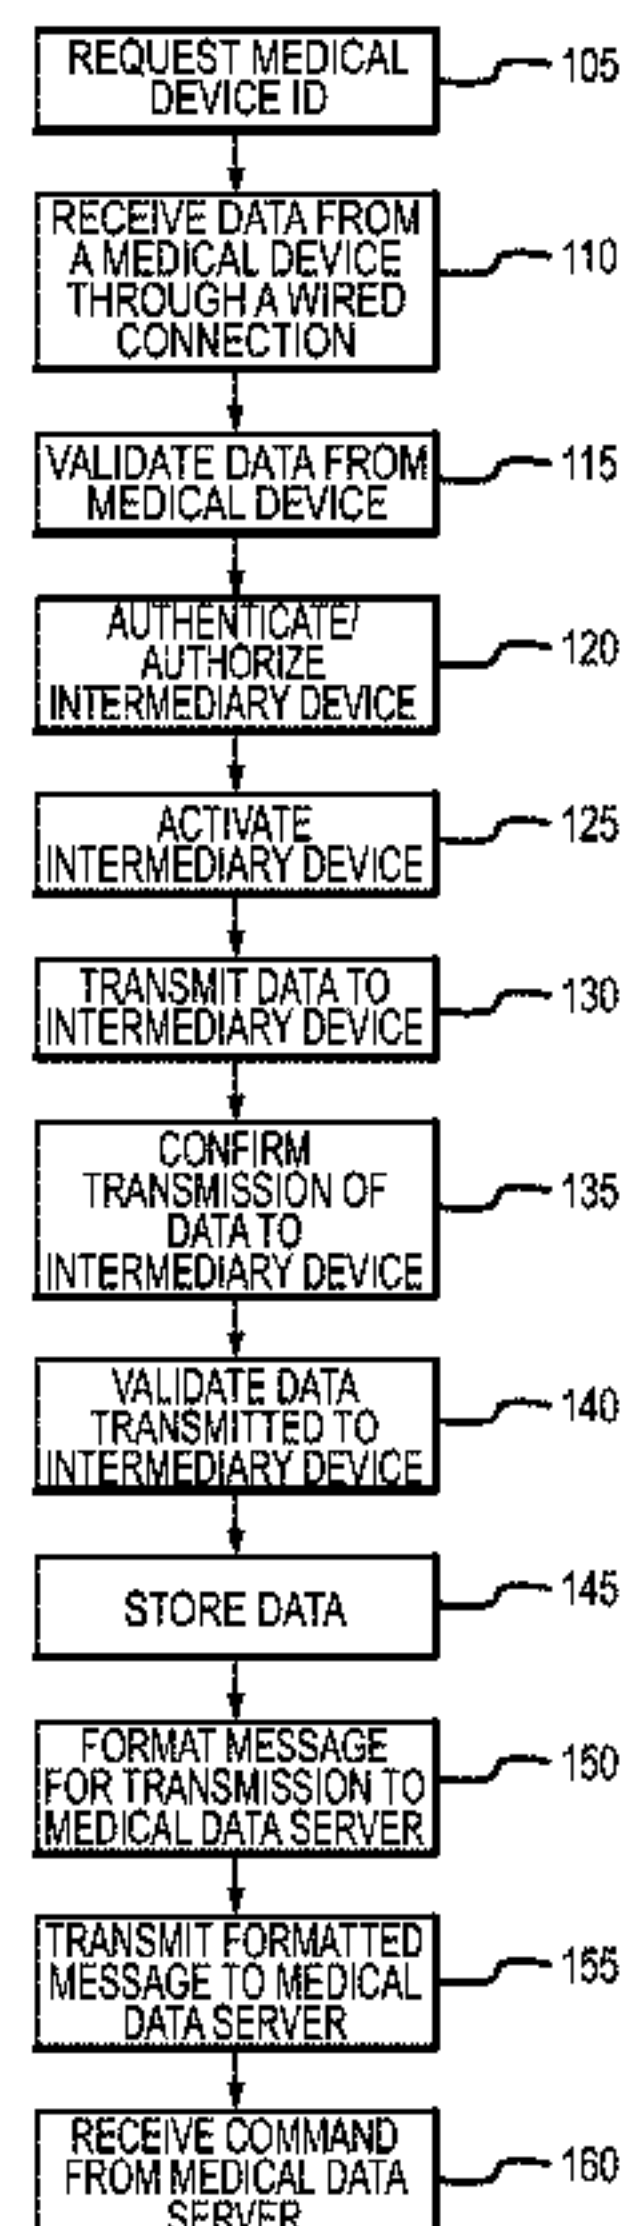 REQUEST MEDICAL
DEVICE ID
105
RECEIVE DATA FROM
A MEDICAL DEVICE
THROUGH A WIRED
CONNECTION
110
VALIDATE DATA FROM
MEDICAL DEVICE
115
AUTHENTICATE/
AUTHORIZE
INTERMEDIARY DEVICE
120
ACTIVATE
INTERMEDIARY DEVICE
125
TRANSMIT DATA TO
INTERMEDIARY DEVICE
130
CONFIRM
TRANSMISSION OF
DATA TO
INTERMEDIARY DEVICE
135
VALIDATE DATA
TRANSMITTED TO
INTERMEDIARY DEVICE
140
STORE DATA
145
FORMAT MESSAGE
FOR TRANSMISSION TO
MEDICAL DATA SERVER
150
TRANSMIT FORMATTED
MESSAGE TO MEDICAL
DATA SERVER
155
RECEIVE COMMAND
FROM MEDICAL DATA
SERVER
160